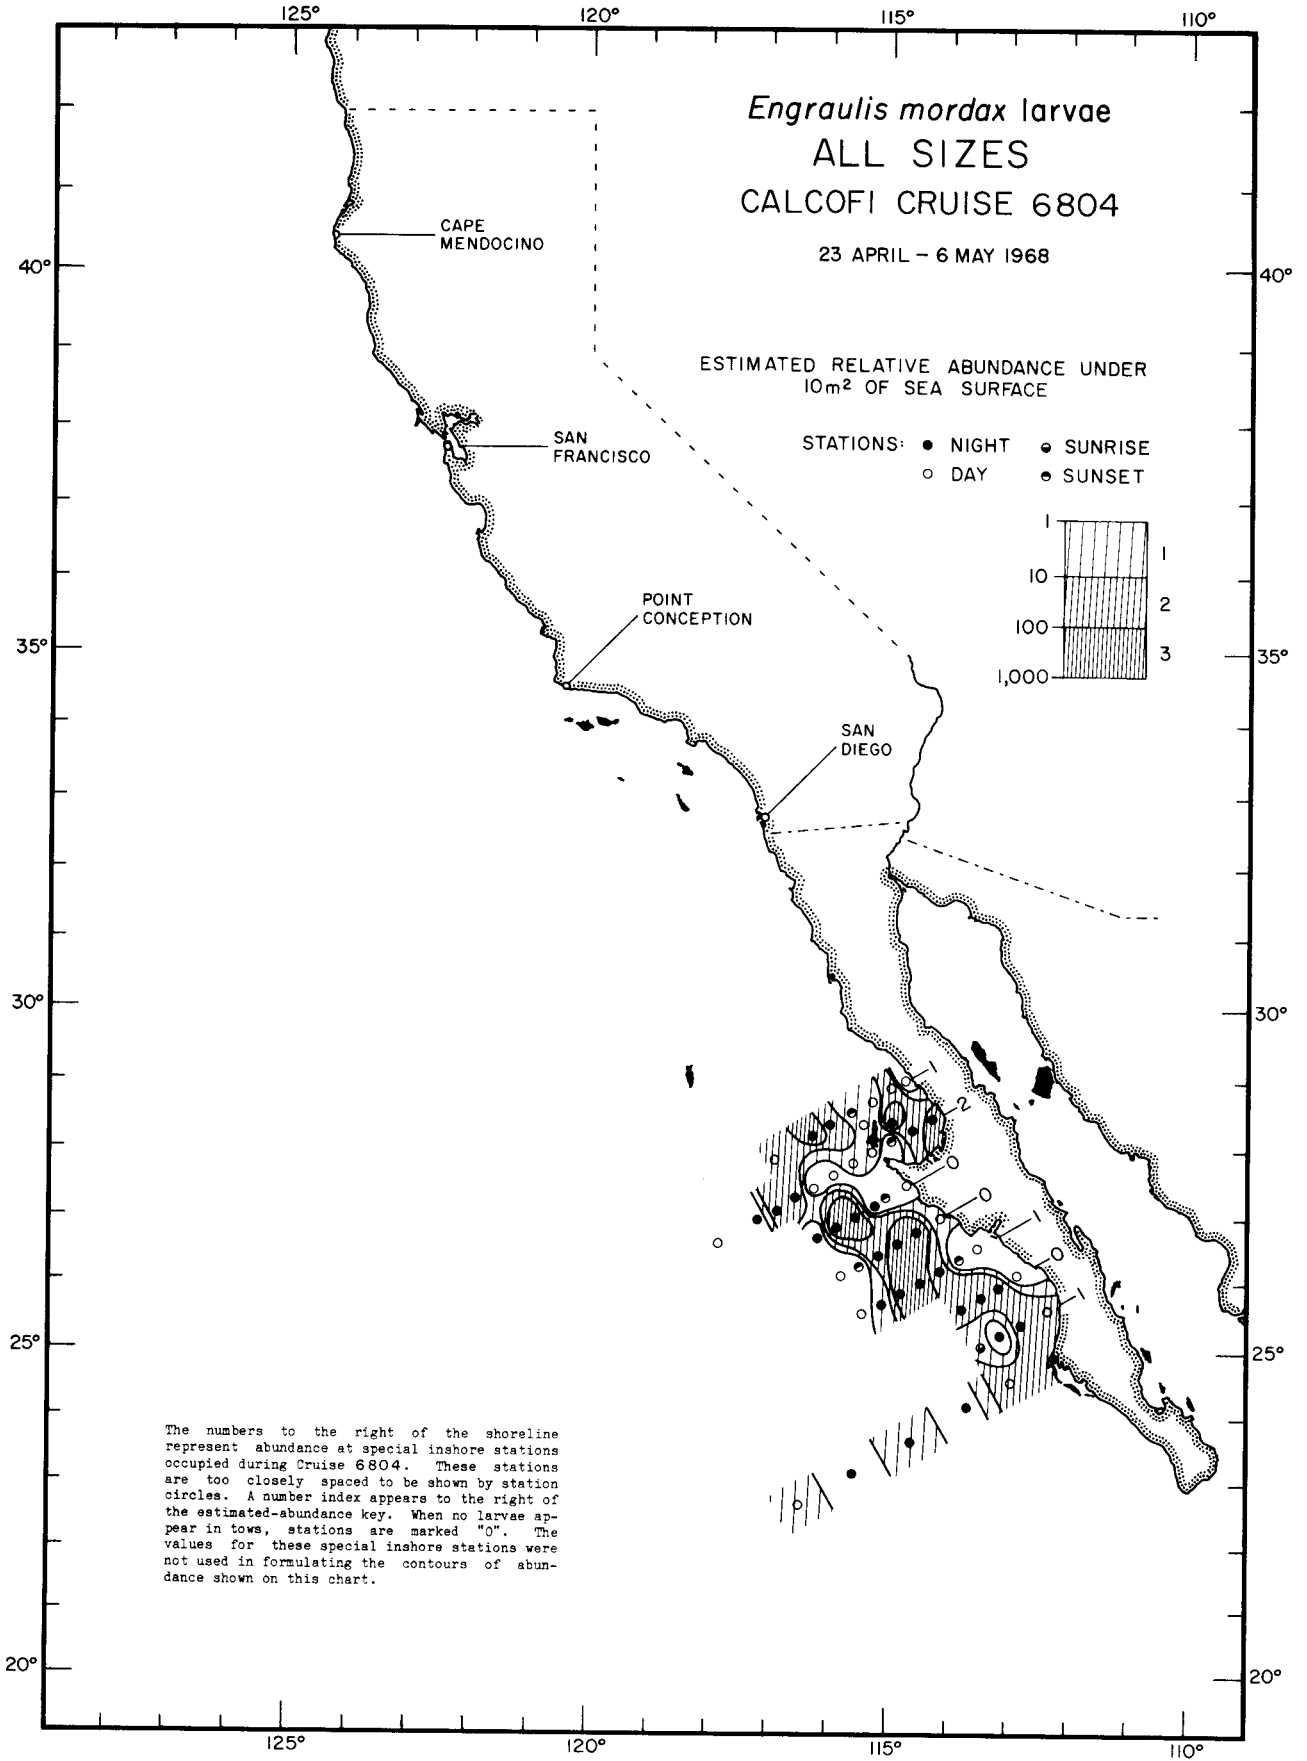 125° 120° 115° 110°
Engraulis mordax larvae
ALL SIZES
CALCOFI CRUISE 6804
23 APRIL – 6 MAY 1968
CAPE
MENDOCINO
40° 40°
ESTIMATED RELATIVE ABUNDANCE UNDER
10m² OF SEA SURFACE
STATIONS: ● NIGHT SUNRISE
○ DAY SUNSET
SAN
FRANCISCO
1
1
10
2
100
3
1,000
POINT
CONCEPTION
35° 35°
SAN
DIEGO
30° 30°
1
2
0
0
1
0
1
25° 25°
The numbers to the right of the shoreline
represent abundance at special inshore stations
occupied during Cruise 6804. These stations
are too closely spaced to be shown by station
circles. A number index appears to the right of
the estimated-abundance key. When no larvae ap-
pear in tows, stations are marked "0". The
values for these special inshore stations were
not used in formulating the contours of abun-
dance shown on this chart.
20° 20°
125° 120° 115° 110°